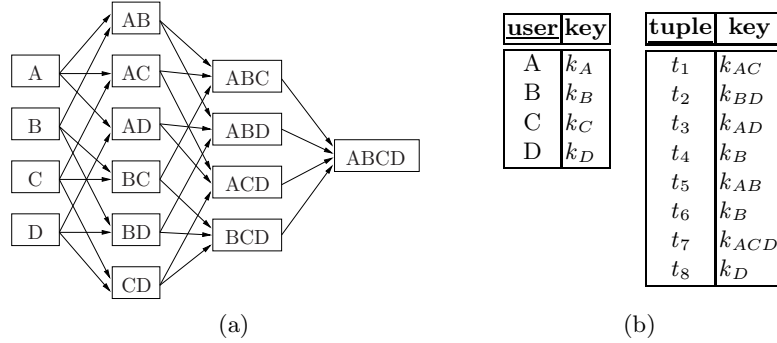 AB
A
AC
ABC
B
AD
ABD
ABCD
C
BC
ACD
D
BD
BCD
CD
(a)
user key
A k_A
B k_B
C k_C
D k_D
tuple key
t_1 k_AC
t_2 k_BD
t_3 k_AD
t_4 k_B
t_5 k_AB
t_6 k_B
t_7 k_ACD
t_8 k_D
(b)